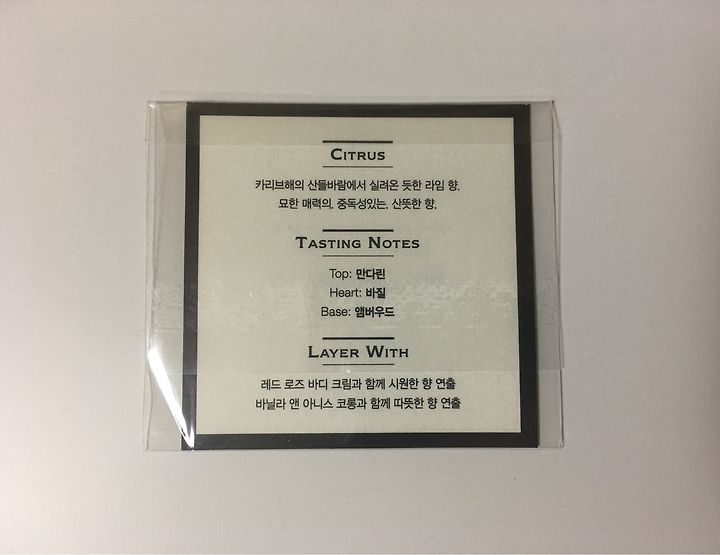 CITRUS
카리브해의 산들바람에서 실려온 듯한 라임 향.
묘한 매력의, 중독성있는, 산뜻한 향.
TASTING NOTES
Top: 만다린
Heart: 바질
Base: 앰버우드
LAYER WITH
레드 로즈 바디 크림과 함께 시원한 향 연출
바닐라 앤 아니스 코롱과 함께 따뜻한 향 연출